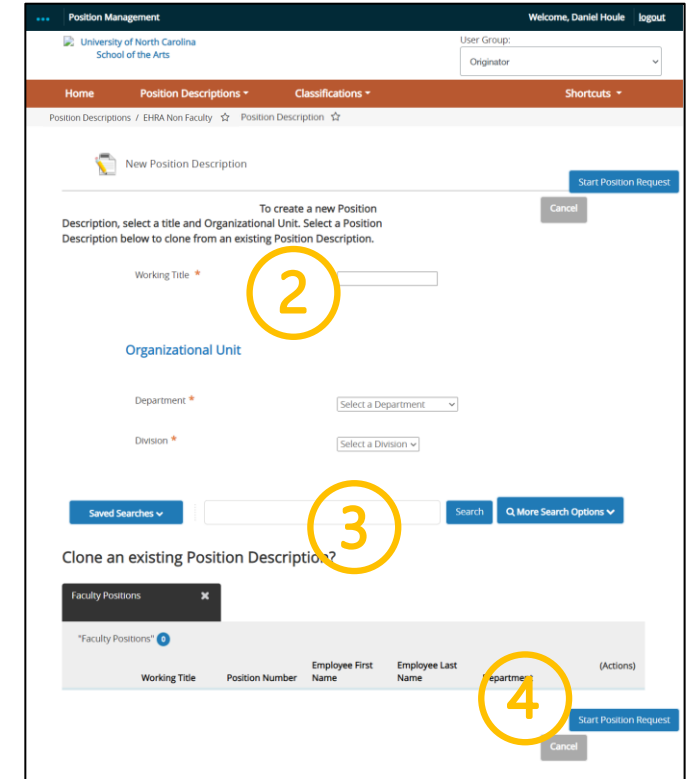 ••• Position Management Welcome, Daniel Houle logout
University of North Carolina
School of the Arts
User Group:
Originator
Home Position Descriptions Classifications Shortcuts
Position Descriptions / EHRA Non Faculty ☆ Position Description ☆
New Position Description
Start Position Request
Cancel
To create a new Position
Description, select a title and Organizational Unit. Select a Position
Description below to clone from an existing Position Description.
Working Title *
2
Organizational Unit
Department * Select a Department
Division * Select a Division
Saved Searches Search More Search Options
3
Clone an existing Position Description?
Faculty Positions ✖
"Faculty Positions" 0
Working Title Position Number Employee First Name Employee Last Name Department (Actions)
4
Start Position Request
Cancel